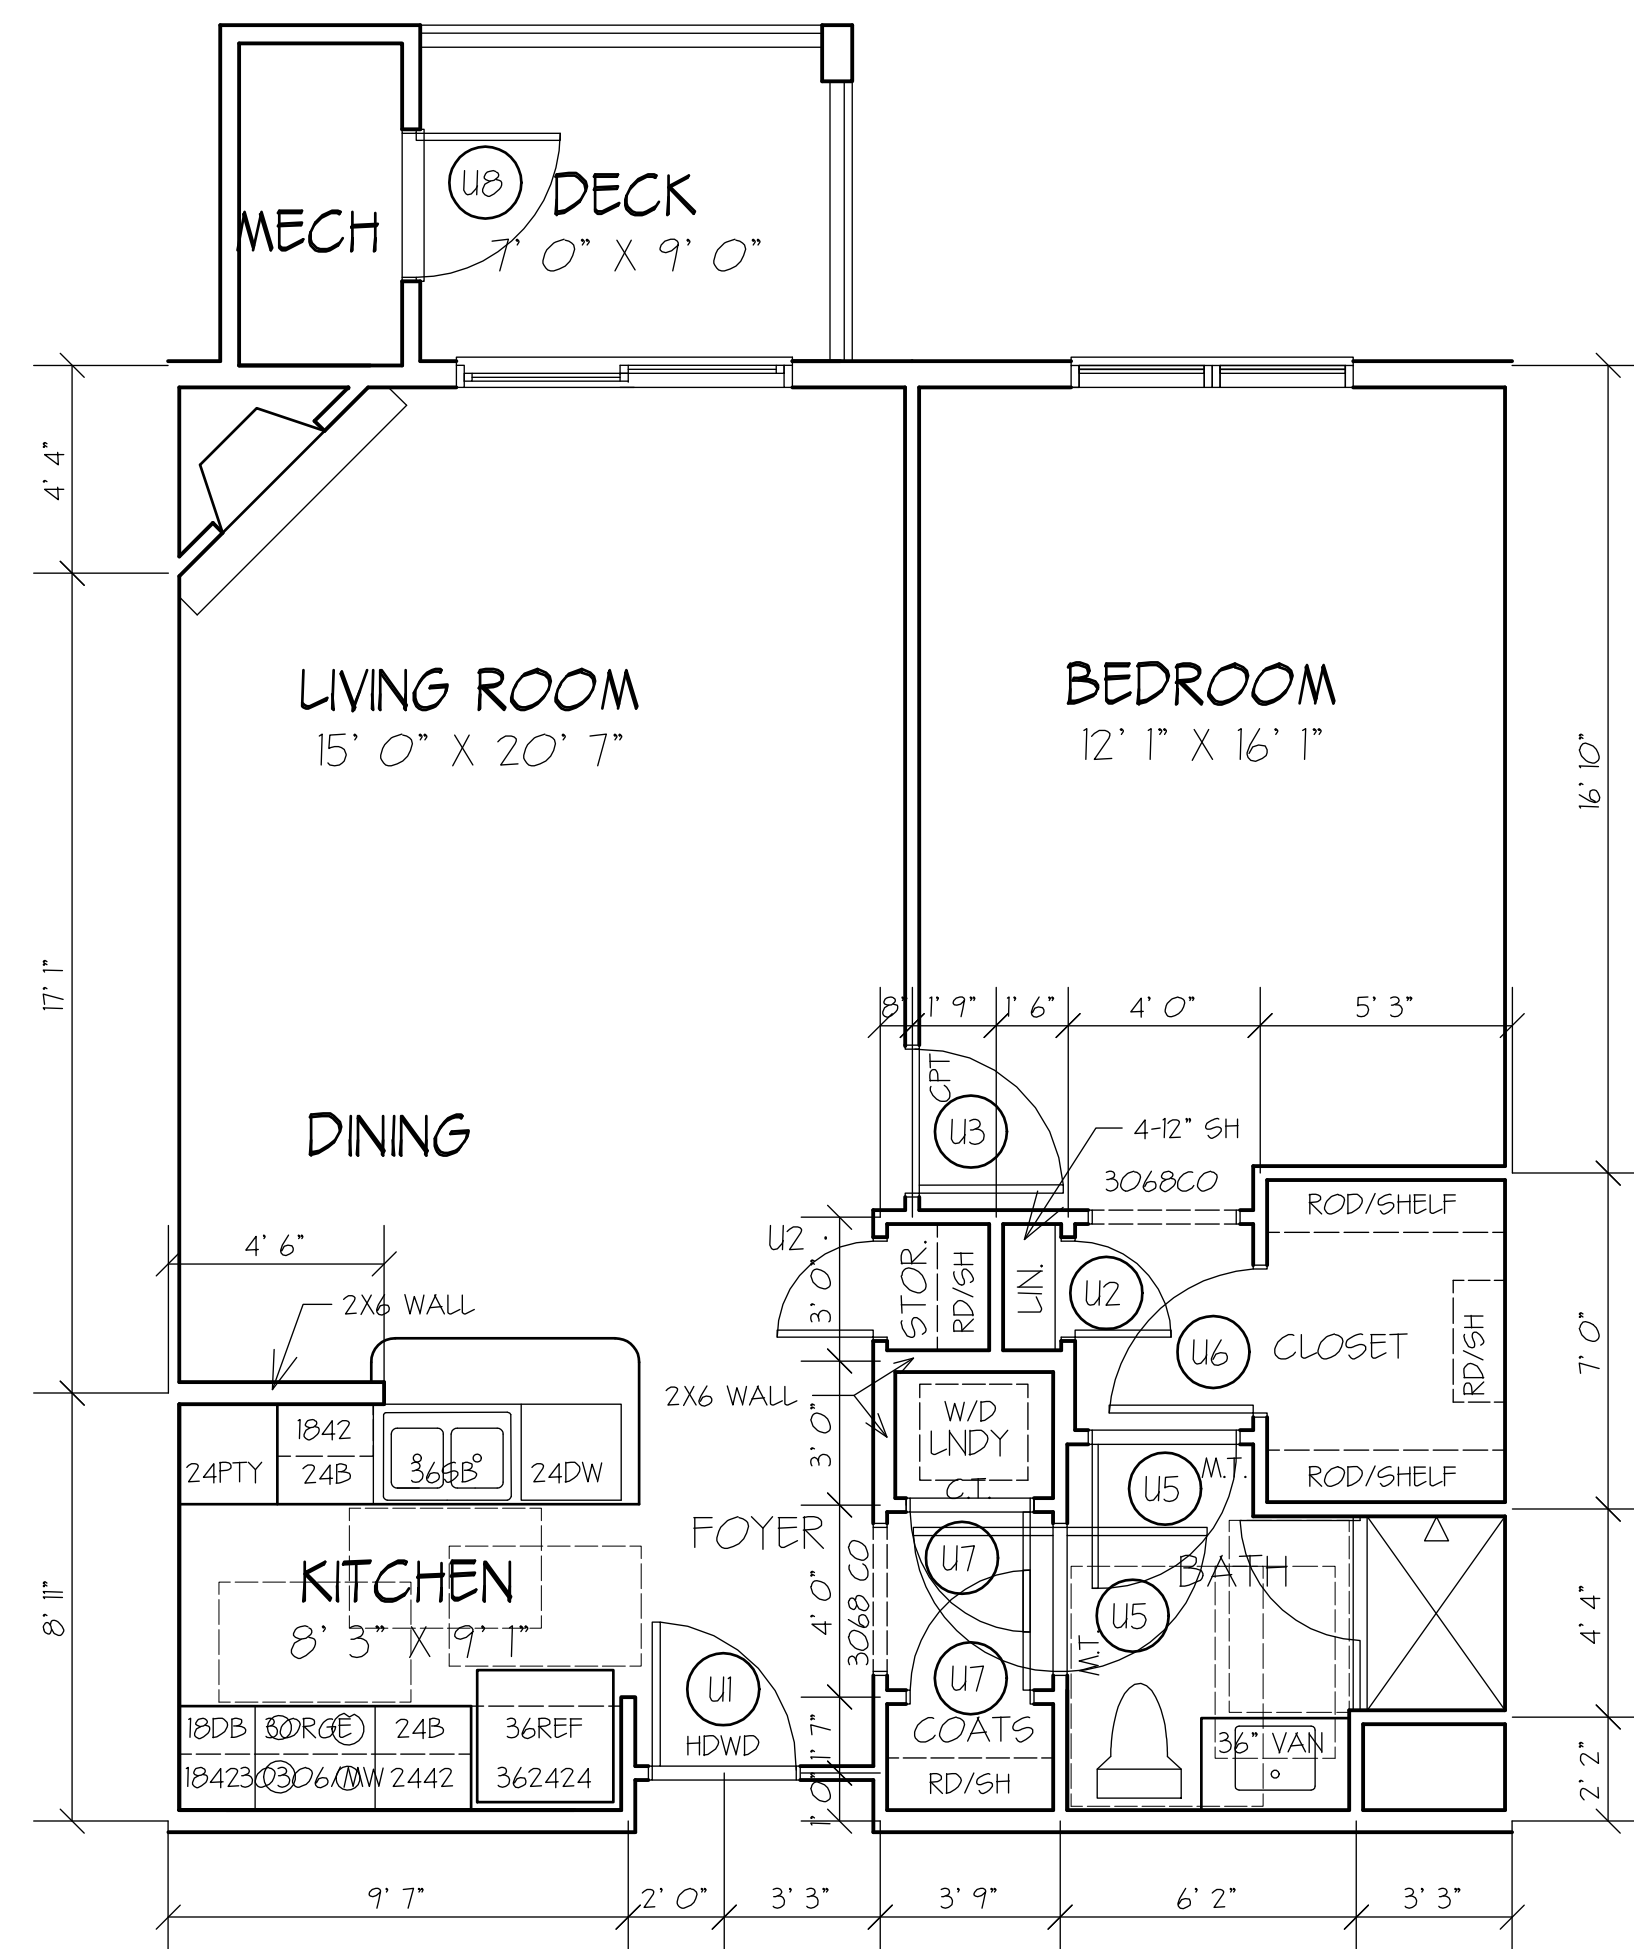 U8
DECK
MECH
7' 0" X 9' 0"
4' 4"
LIVING ROOM
15' 0" X 20' 7"
BEDROOM
12' 1" X 16' 1"
16' 10"
17' 1"
8"
1' 9"
1' 6"
4' 0"
5' 3"
CPT
U3
4-12" SH
DINING
3068CO
ROD/SHELF
U2
4' 6"
3' 0"
STOR.
RD/SH
LIN.
U2
2X6 WALL
U6
CLOSET
RD/SH
7' 0"
2X6 WALL
3' 0"
W/D
LNDY
C.T.
1842
24PTY
24B
36SB
24DW
U5
M.T.
ROD/SHELF
FOYER
U7
BATH
KITCHEN
8' 3" X 9' 1"
8' 11"
4' 0"
3068 CO
U5
M.T.
4' 4"
U7
U1
HDWD
COATS
RD/SH
18DB
30RGE
24B
36REF
1842
30306/MW
2442
362424
1' 7"
1' 0"
36" VAN
2' 2"
9' 7"
2' 0"
3' 3"
3' 9"
6' 2"
3' 3"